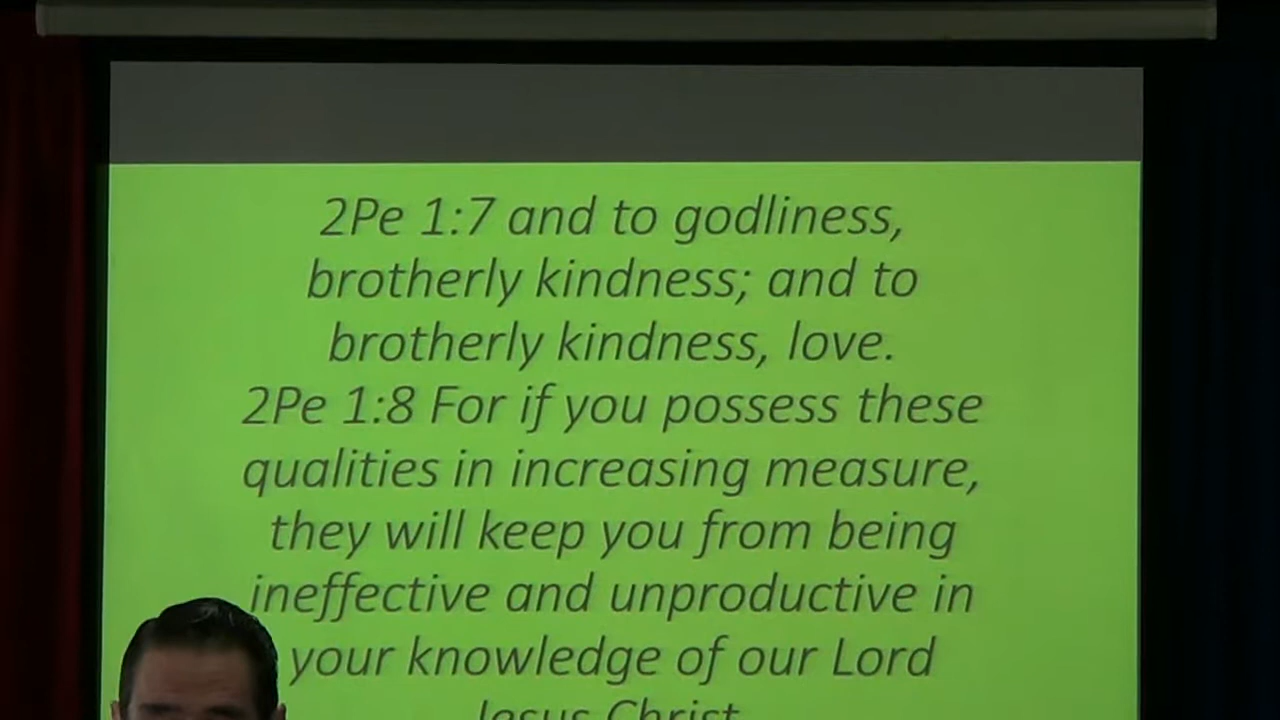 2Pe 1:7 and to godliness,
brotherly kindness; and to
brotherly kindness, love.
2Pe 1:8 For if you possess these
qualities in increasing measure,
they will keep you from being
ineffective and unproductive in
your knowledge of our Lord
Jesus Christ